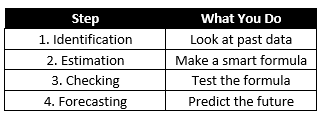 Step What You Do
1. Identification Look at past data
2. Estimation Make a smart formula
3. Checking Test the formula
4. Forecasting Predict the future